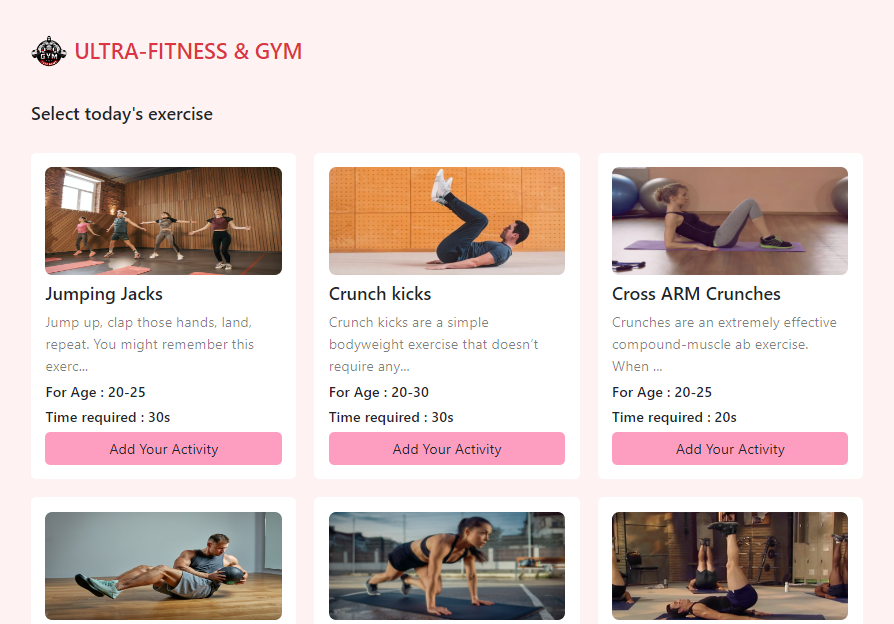 GYM
ULTRA-FITNESS & GYM
Select today's exercise
Jumping Jacks
Jump up, clap those hands, land,
repeat. You might remember this
exerc...
For Age : 20-25
Time required : 30s
Add Your Activity
Crunch kicks
Crunch kicks are a simple
bodyweight exercise that doesn’t
require any...
For Age : 20-30
Time required : 30s
Add Your Activity
Cross ARM Crunches
Crunches are an extremely effective
compound-muscle ab exercise.
When ...
For Age : 20-25
Time required : 20s
Add Your Activity